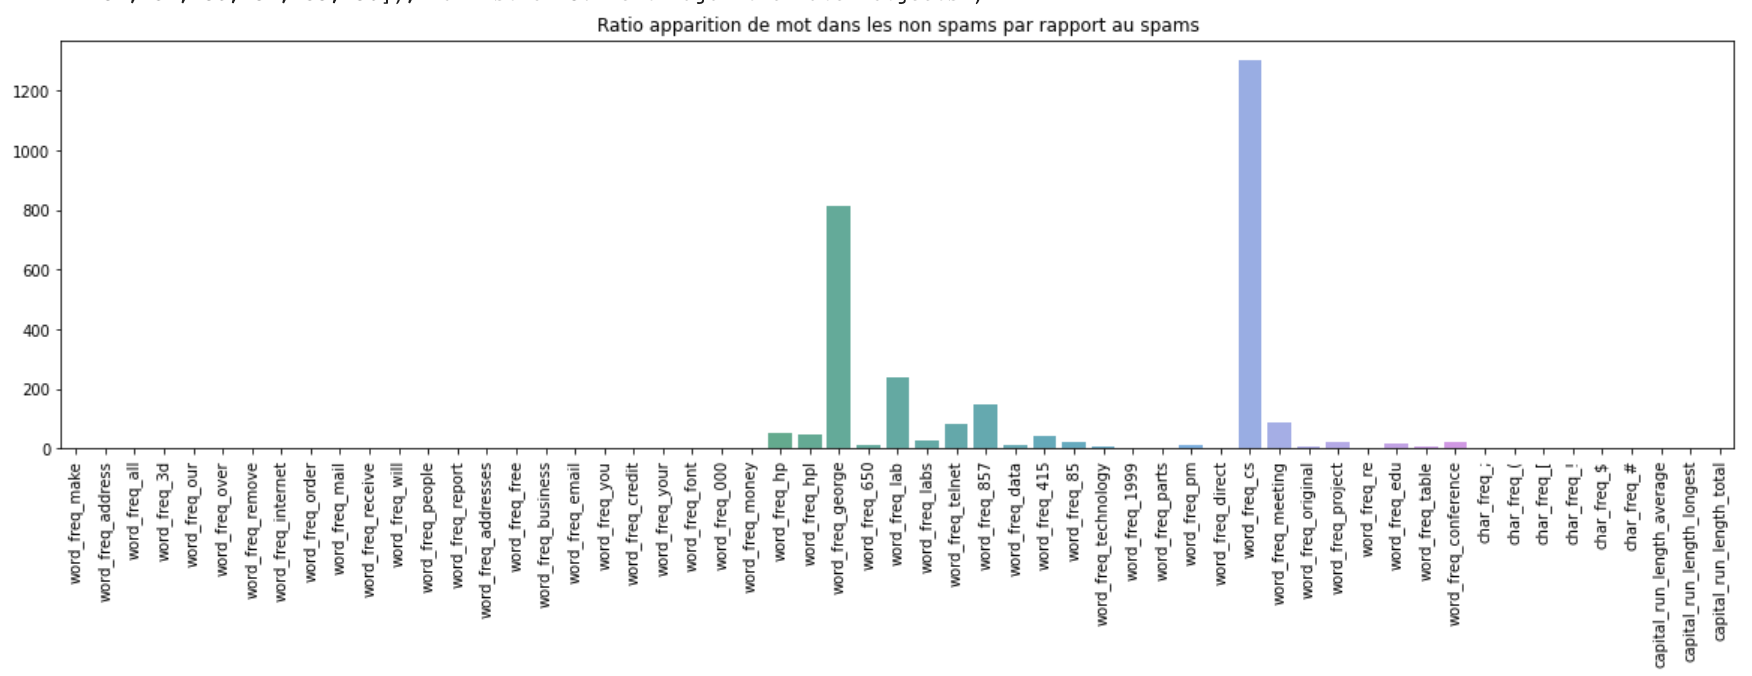 Ratio apparition de mot dans les non spams par rapport au spams
1200
1000
800
600
400
200
0
word_freq_make
word_freq_address
word_freq_all
word_freq_3d
word_freq_our
word_freq_over
word_freq_remove
word_freq_internet
word_freq_order
word_freq_mail
word_freq_receive
word_freq_will
word_freq_people
word_freq_report
word_freq_addresses
word_freq_free
word_freq_business
word_freq_email
word_freq_you
word_freq_credit
word_freq_your
word_freq_font
word_freq_000
word_freq_money
word_freq_hp
word_freq_hpl
word_freq_george
word_freq_650
word_freq_lab
word_freq_labs
word_freq_telnet
word_freq_857
word_freq_data
word_freq_415
word_freq_85
word_freq_technology
word_freq_1999
word_freq_parts
word_freq_pm
word_freq_direct
word_freq_cs
word_freq_meeting
word_freq_original
word_freq_project
word_freq_re
word_freq_edu
word_freq_table
word_freq_conference
char_freq_;
char_freq_(
char_freq_[
char_freq_!
char_freq_$
char_freq_#
capital_run_length_average
capital_run_length_longest
capital_run_length_total